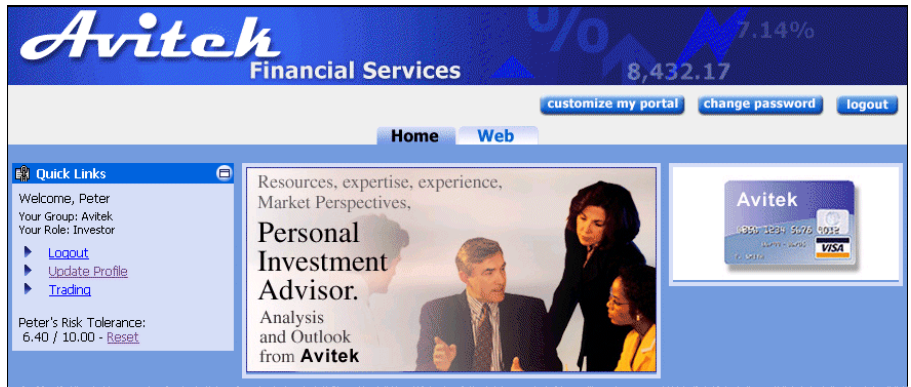 Avitek
Financial Services
%
7.14%
8,432.17
customize my portal
change password
logout
Home
Web
Quick Links
Welcome, Peter
Your Group: Avitek
Your Role: Investor
Logout
Update Profile
Trading
Peter's Risk Tolerance:
6.40 / 10.00 - Reset
Resources, expertise, experience,
Market Perspectives,
Personal
Investment
Advisor.
Analysis
and Outlook
from Avitek
Avitek
VISA